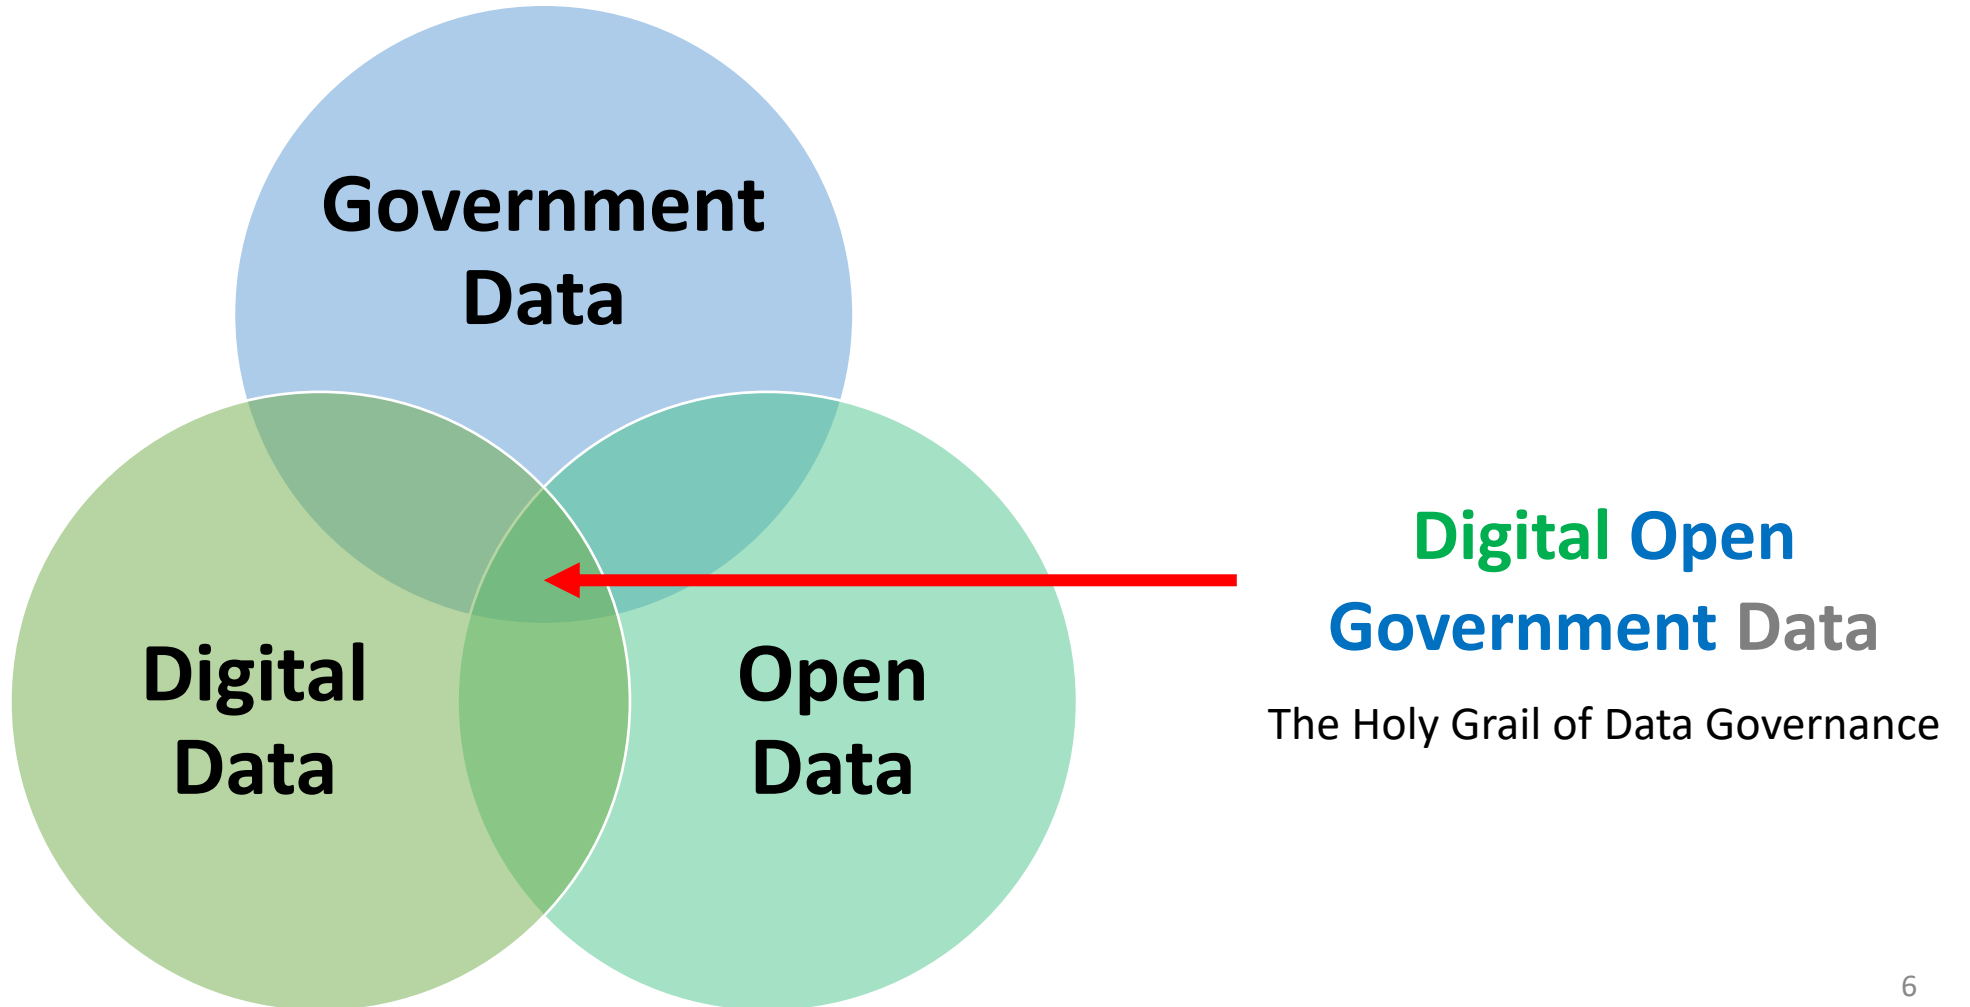 Government
Data
Digital
Data
Open
Data
Digital Open
Government Data
The Holy Grail of Data Governance
6